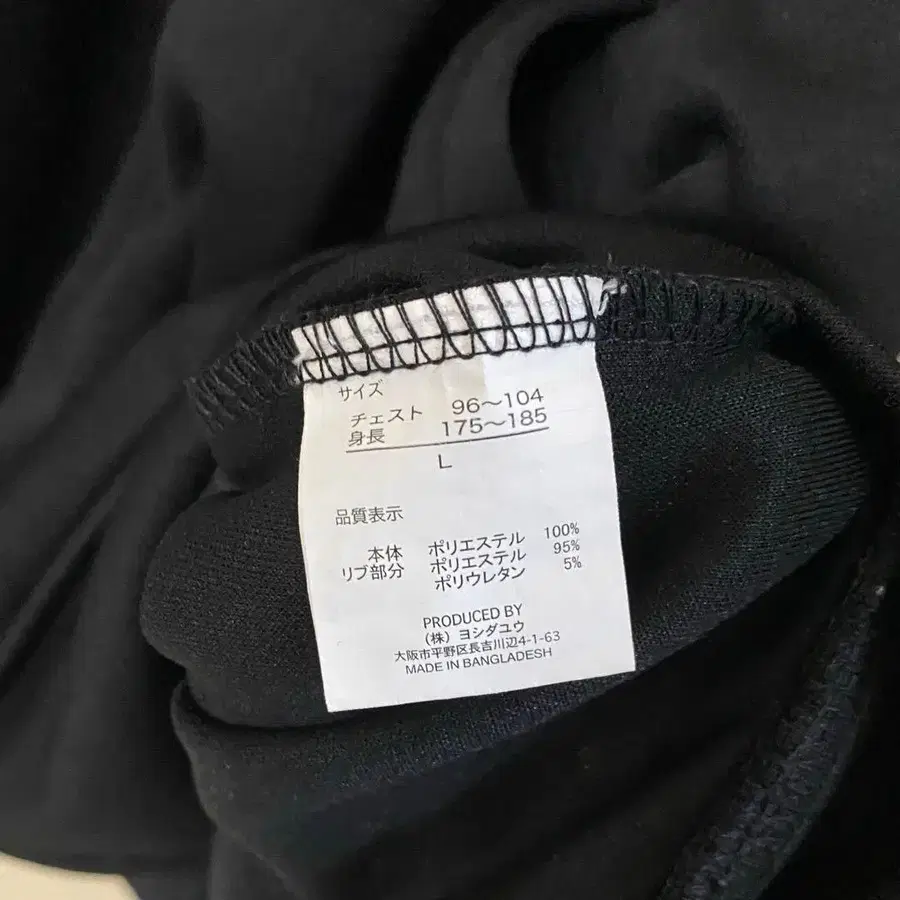 サイズ
チェスト 96～104
身長 175～185
L
品質表示
本体 ポリエステル 100%
リブ部分 ポリエステル 95%
ポリウレタン 5%
PRODUCED BY
(株) ヨシダユウ
大阪市平野区長吉川辺4-1-63
MADE IN BANGLADESH